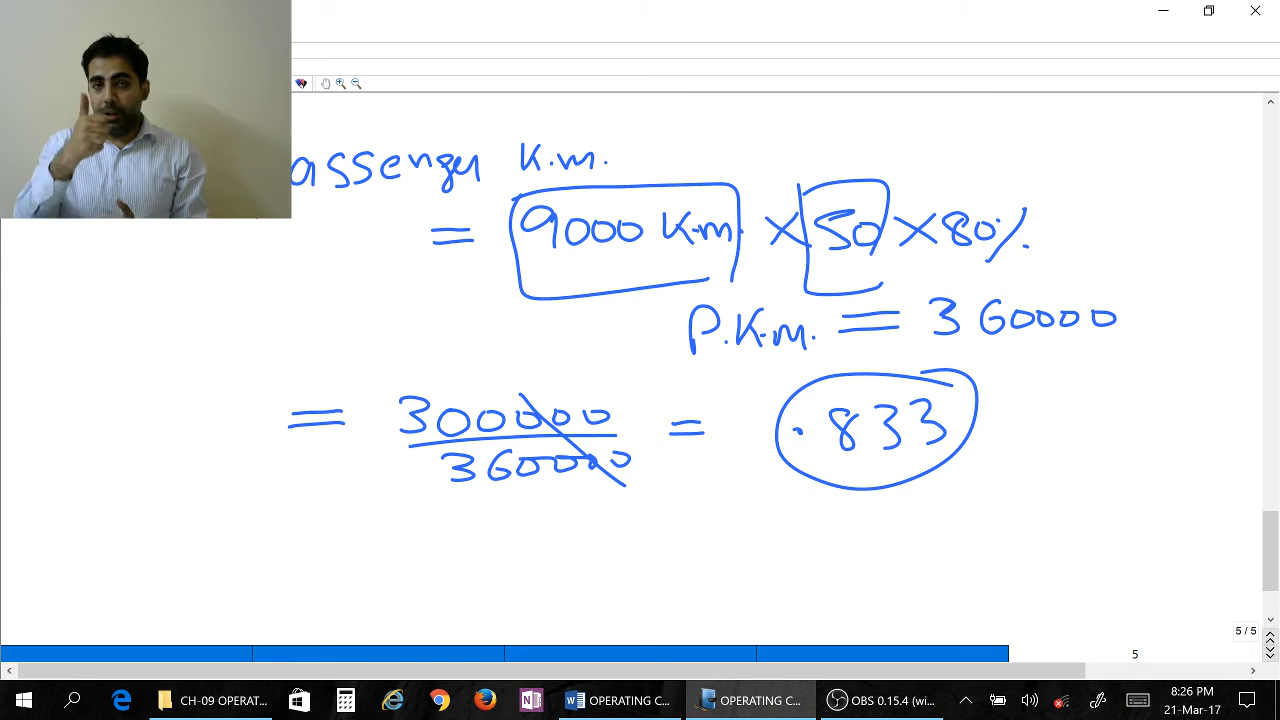 assenger K.m.
= 9000 K.m. × 50 × 80%
P.K.m. = 360000
= 300000 / 360000 = .833
5 / 5
5
CH-09 OPERAT...
OPERATING C...
OPERATING C...
OBS 0.15.4 (wi...
8:26 PM
21-Mar-17